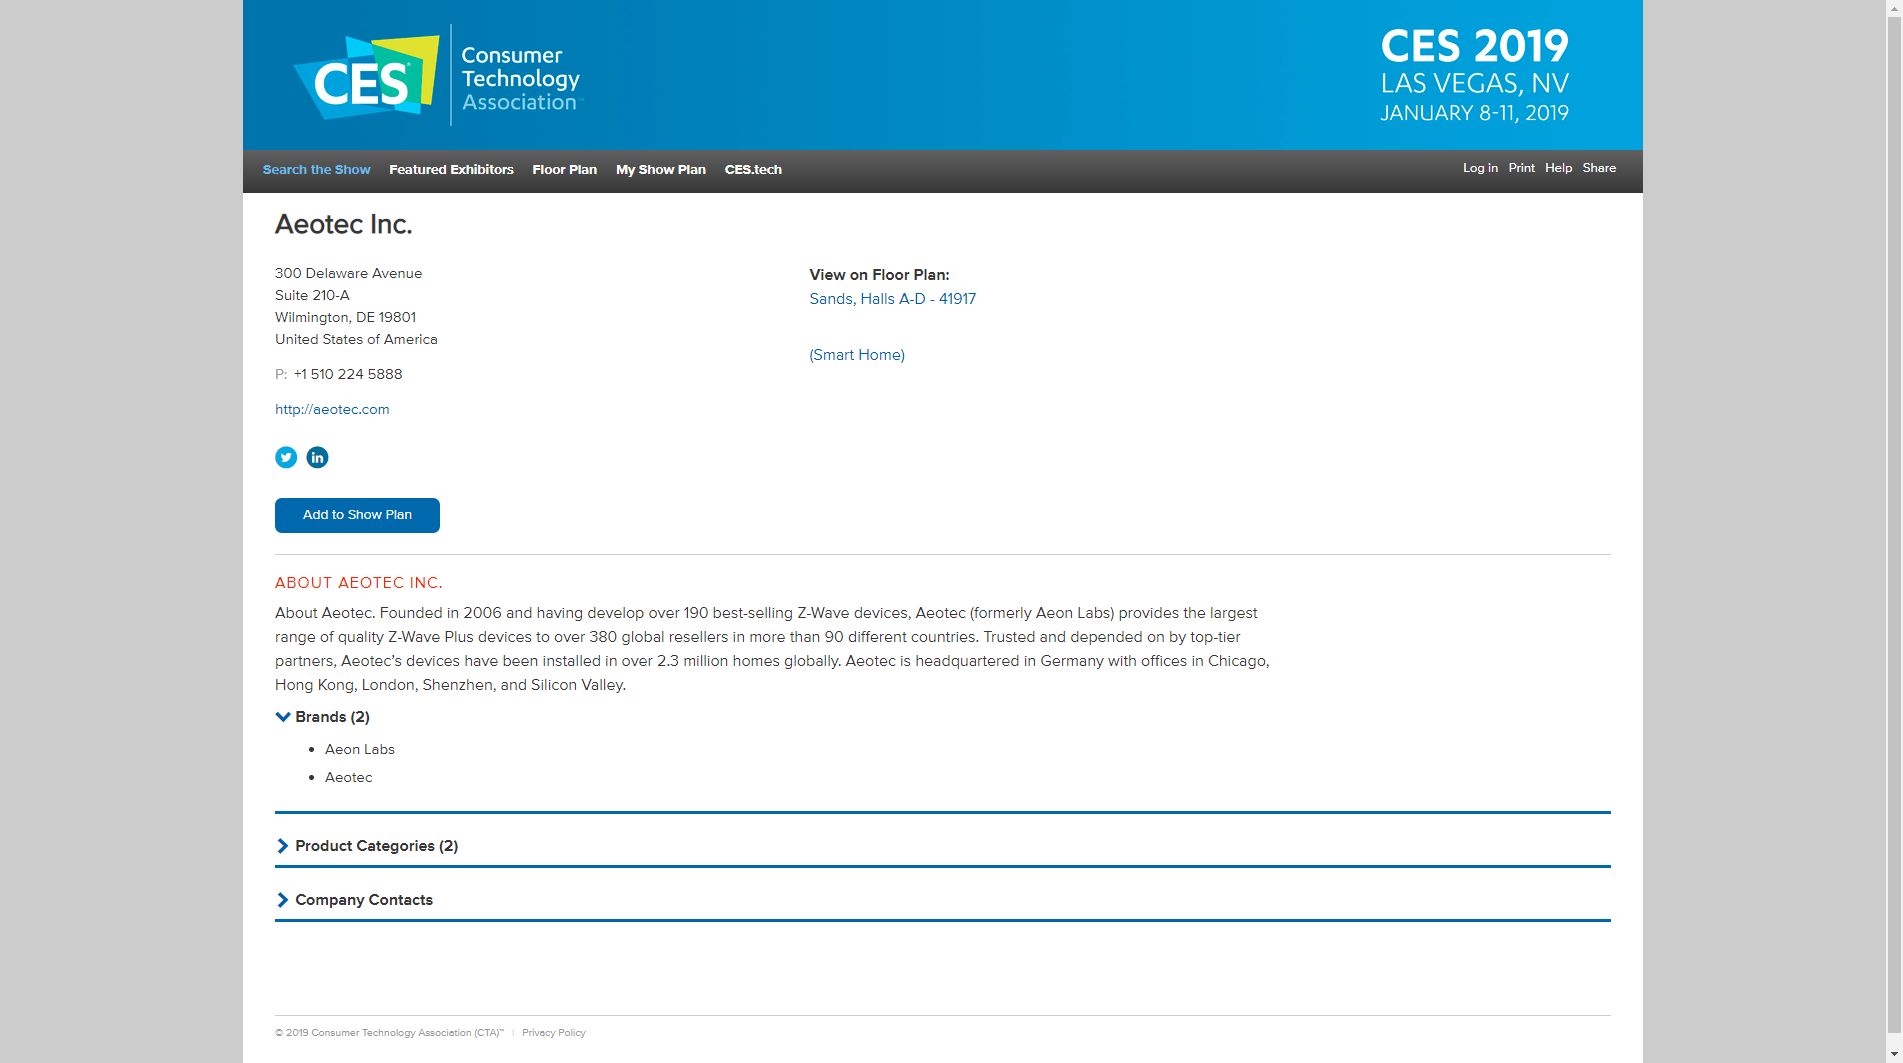 CES
Consumer
Technology
Association™
CES 2019
LAS VEGAS, NV
JANUARY 8-11, 2019
Search the Show Featured Exhibitors Floor Plan My Show Plan CES.tech
Log in Print Help Share
Aeotec Inc.
300 Delaware Avenue
Suite 210-A
Wilmington, DE 19801
United States of America
P: +1 510 224 5888
http://aeotec.com
in
Add to Show Plan
View on Floor Plan:
Sands, Halls A-D - 41917
(Smart Home)
ABOUT AEOTEC INC.
About Aeotec. Founded in 2006 and having develop over 190 best-selling Z-Wave devices, Aeotec (formerly Aeon Labs) provides the largest
range of quality Z-Wave Plus devices to over 380 global resellers in more than 90 different countries. Trusted and depended on by top-tier
partners, Aeotec's devices have been installed in over 2.3 million homes globally. Aeotec is headquartered in Germany with offices in Chicago,
Hong Kong, London, Shenzhen, and Silicon Valley.
Brands (2)
• Aeon Labs
• Aeotec
Product Categories (2)
Company Contacts
© 2019 Consumer Technology Association (CTA)™ | Privacy Policy